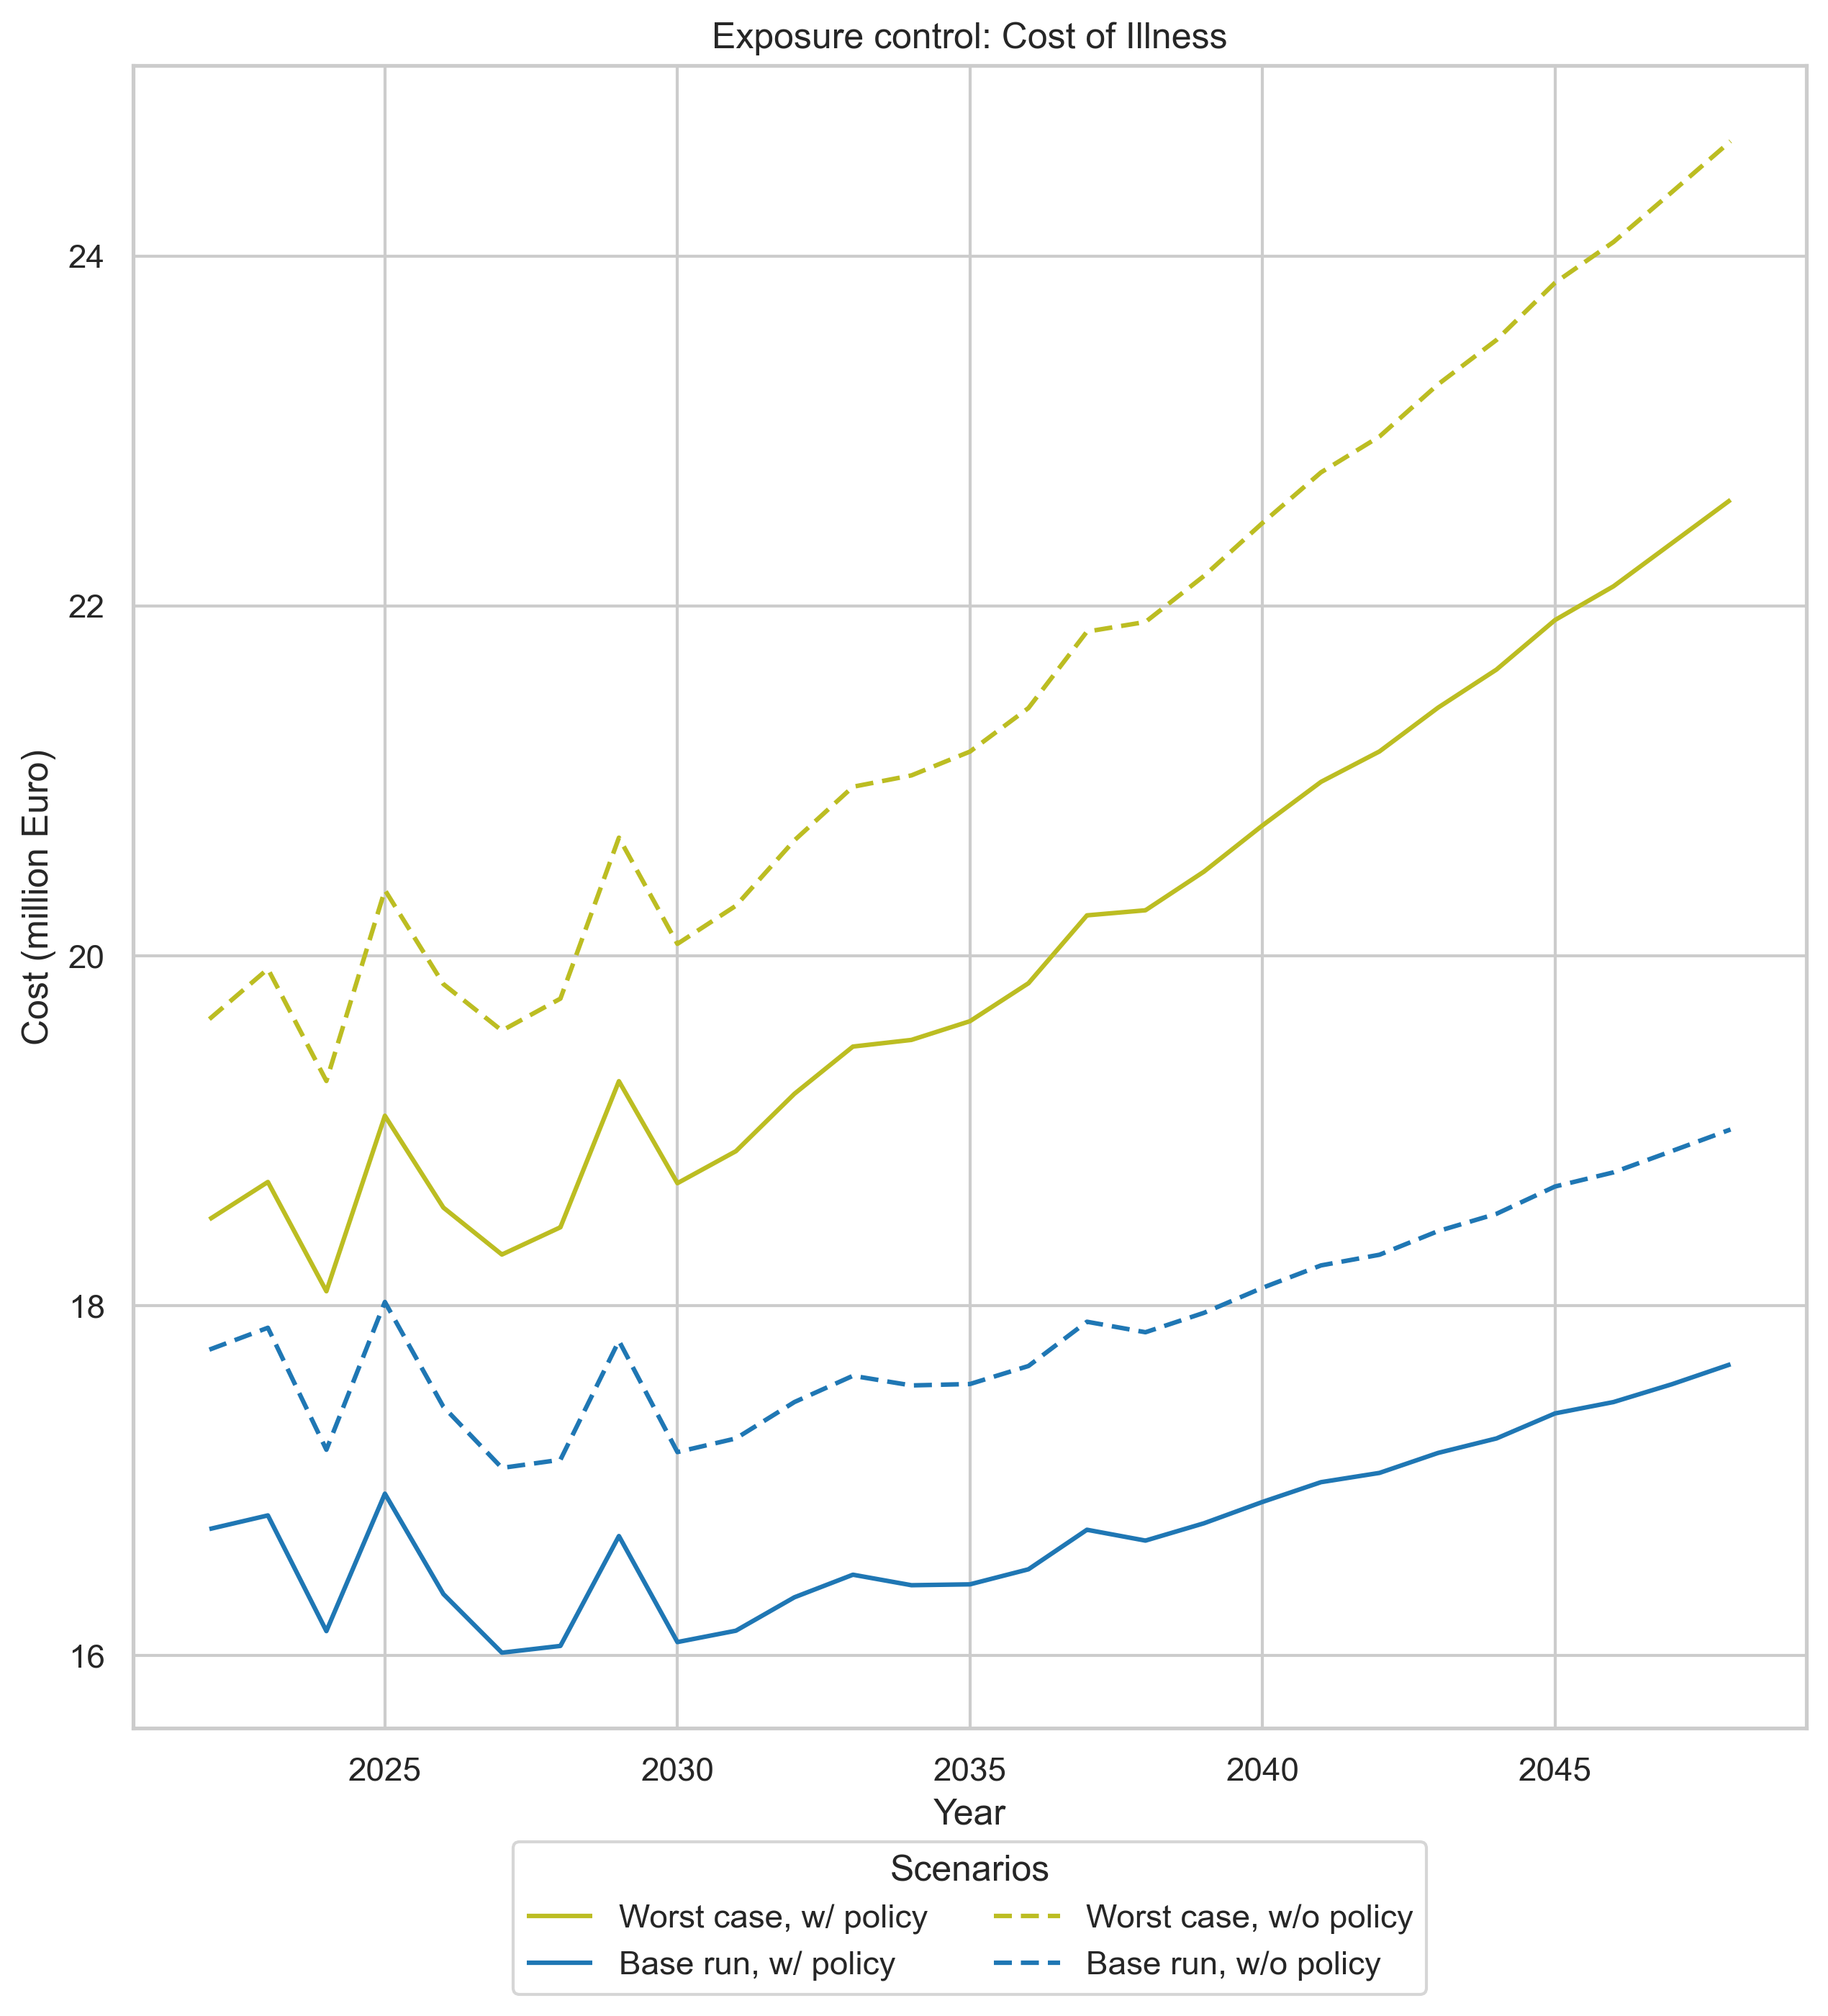 Exposure control: Cost of Illness
Cost (million Euro)
24
22
20
18
16
2025 2030 2035 2040 2045
Year
Scenarios
Worst case, w/ policy Worst case, w/o policy
Base run, w/ policy Base run, w/o policy